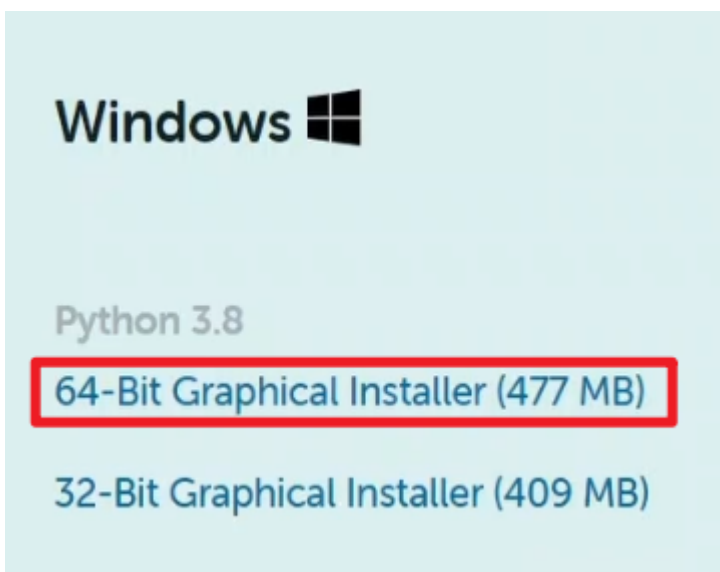 Windows
Python 3.8
64-Bit Graphical Installer (477 MB)
32-Bit Graphical Installer (409 MB)